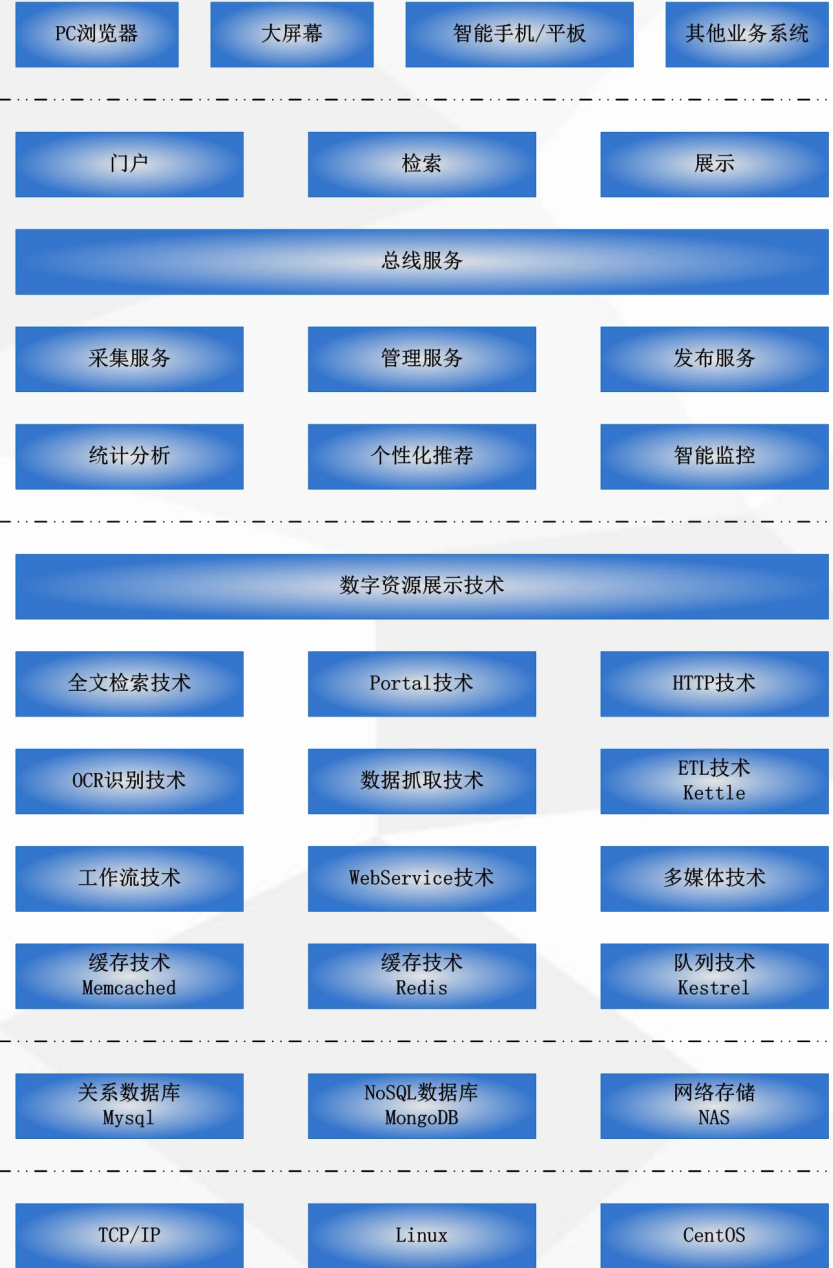 PC浏览器
大屏幕
智能手机/平板
其他业务系统
门户
检索
展示
总线服务
采集服务
管理服务
发布服务
统计分析
个性化推荐
智能监控
数字资源展示技术
全文检索技术
Portal技术
HTTP技术
OCR识别技术
数据抓取技术
ETL技术
Kettle
工作流技术
WebService技术
多媒体技术
缓存技术
Memcached
缓存技术
Redis
队列技术
Kestrel
关系数据库
Mysql
NoSQL数据库
MongoDB
网络存储
NAS
TCP/IP
Linux
CentOS